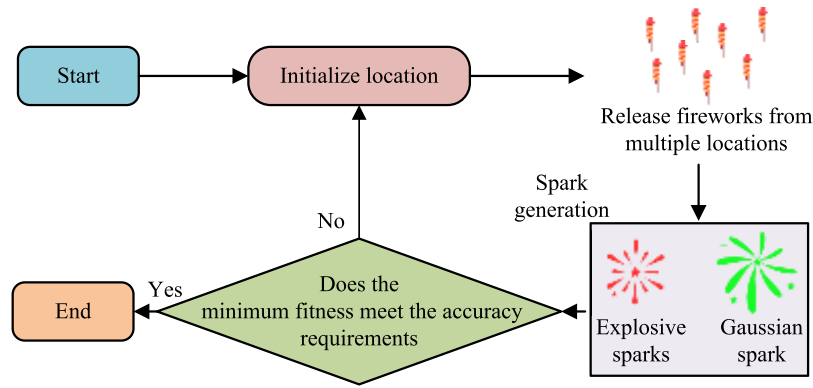 Start
Initialize location
Release fireworks from
multiple locations
Spark
generation
Explosive
sparks
Gaussian
spark
No
Does the
minimum fitness meet the accuracy
requirements
Yes
End